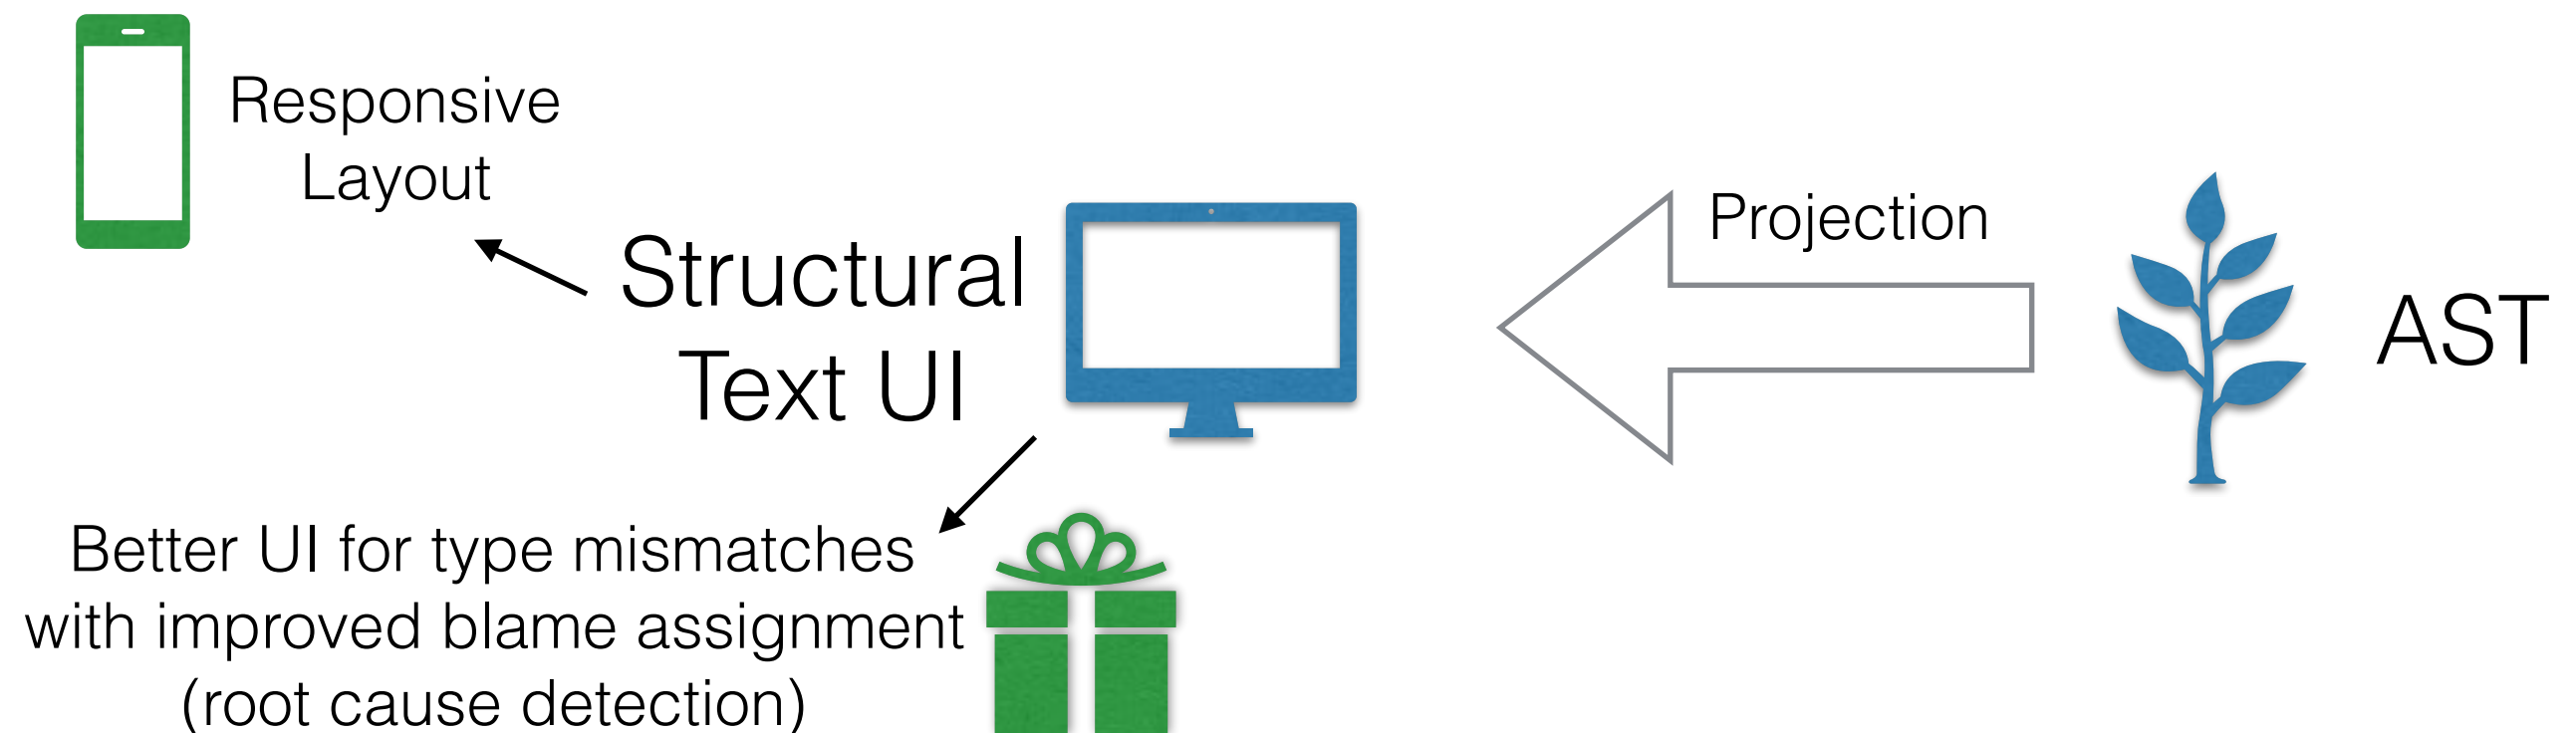 Responsive
Layout
Structural
Text UI
Projection
AST
Better UI for type mismatches
with improved blame assignment
(root cause detection)